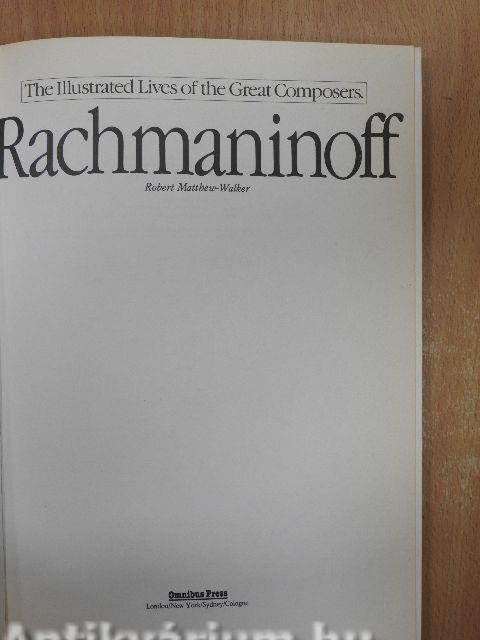 The Illustrated Lives of the Great Composers.
Rachmaninoff
Robert Matthew-Walker
Omnibus Press
London/New York/Sydney/Cologne
Antikvárium.hu